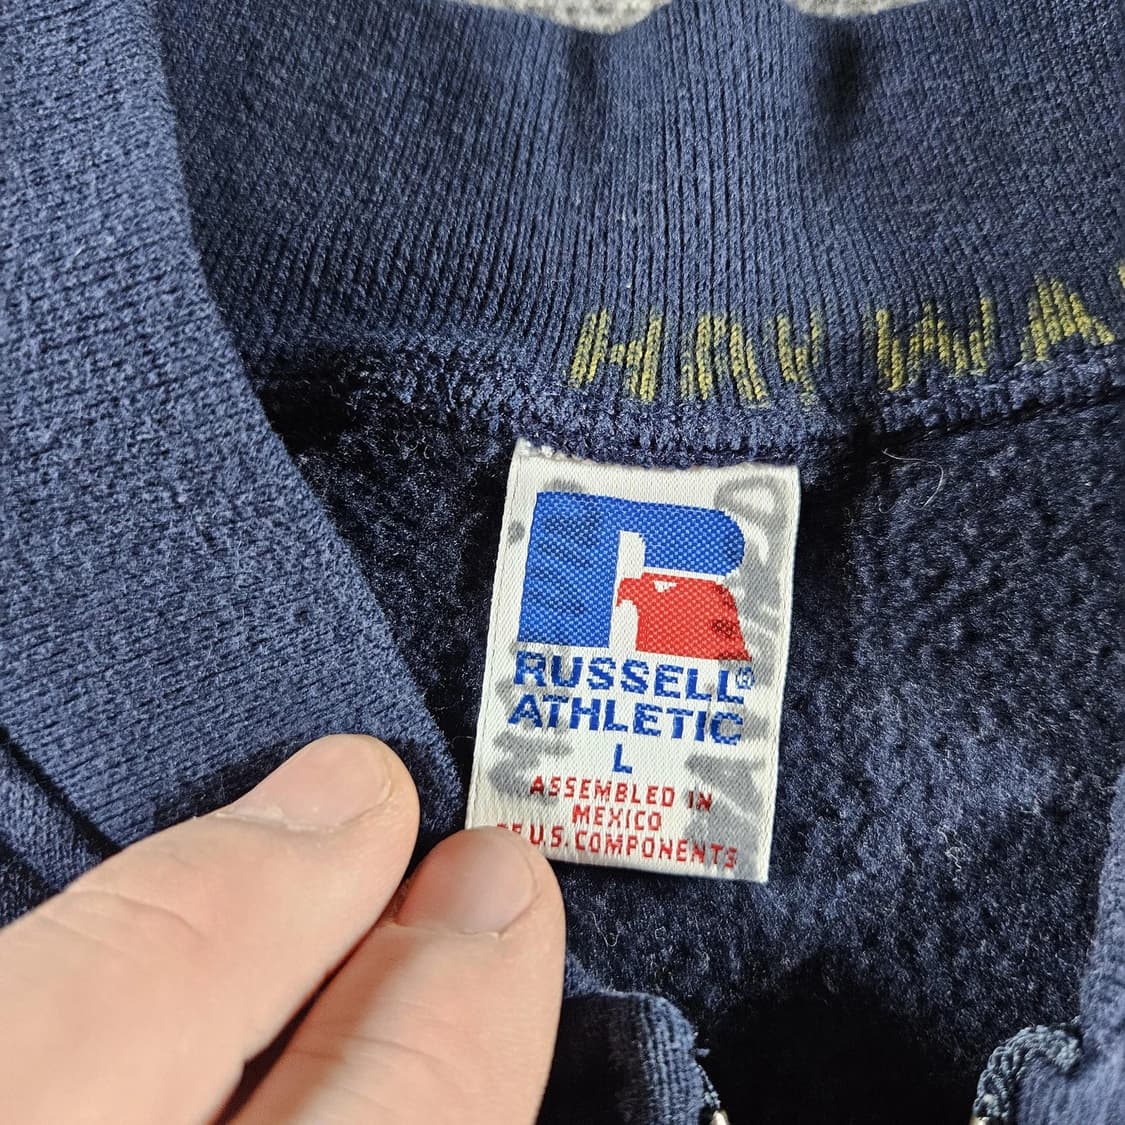 RUSSELL®
ATHLETIC
L
ASSEMBLED IN
MEXICO
U.S. COMPONENTS